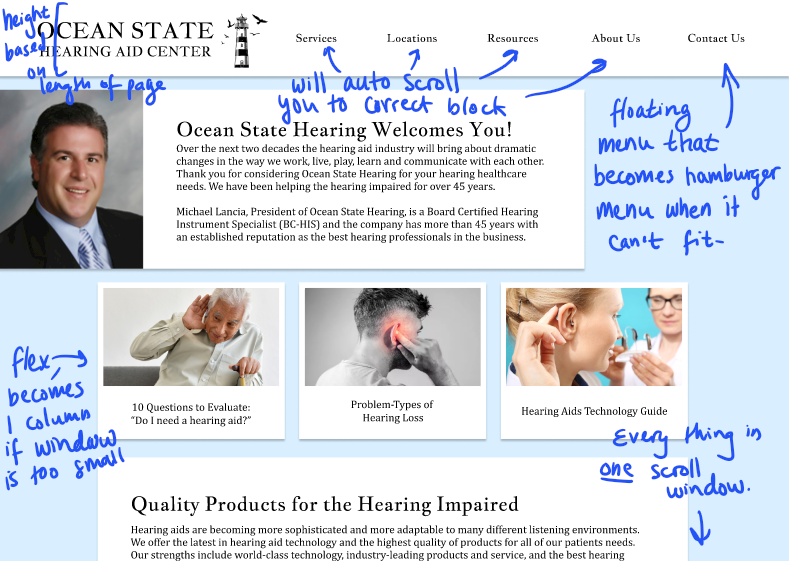 height
based
on
length of page
OCEAN STATE
HEARING AID CENTER
Services
Locations
Resources
About Us
Contact Us
will auto scroll
you to correct block
floating
menu that
becomes hamburger
menu when it
can't fit-
Ocean State Hearing Welcomes You!
Over the next two decades the hearing aid industry will bring about dramatic
changes in the way we work, live, play, learn and communicate with each other.
Thank you for considering Ocean State Hearing for your hearing healthcare
needs. We have been helping the hearing impaired for over 45 years.
Michael Lancia, President of Ocean State Hearing, is a Board Certified Hearing
Instrument Specialist (BC-HIS) and the company has more than 45 years with
an established reputation as the best hearing professionals in the business.
flex
becomes
1 column
if window
is too small
10 Questions to Evaluate:
“Do I need a hearing aid?”
Problem-Types of
Hearing Loss
Hearing Aids Technology Guide
Every thing in
one scroll
window.
Quality Products for the Hearing Impaired
Hearing aids are becoming more sophisticated and more adaptable to many different listening environments.
We offer the latest in hearing aid technology and the highest quality of products for all of our patients needs.
Our strengths include world-class technology, industry-leading products and service, and the best hearing